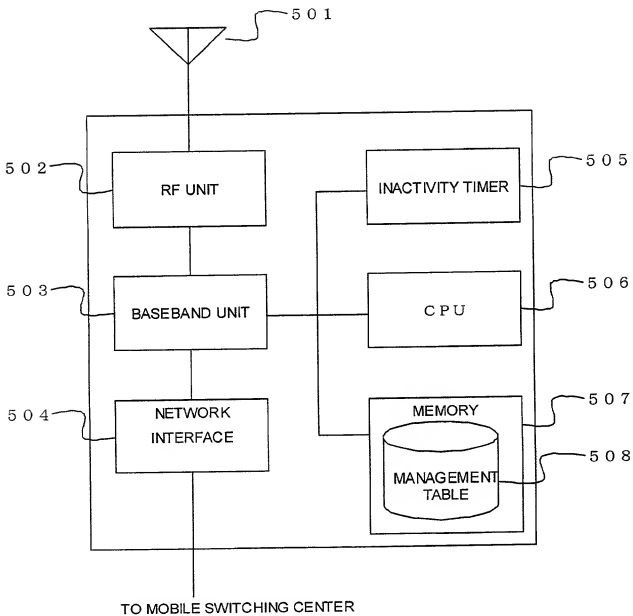 501
502
RF UNIT
INACTIVITY TIMER
505
503
BASEBAND UNIT
CPU
506
504
NETWORK
INTERFACE
MEMORY
507
MANAGEMENT
TABLE
508
TO MOBILE SWITCHING CENTER